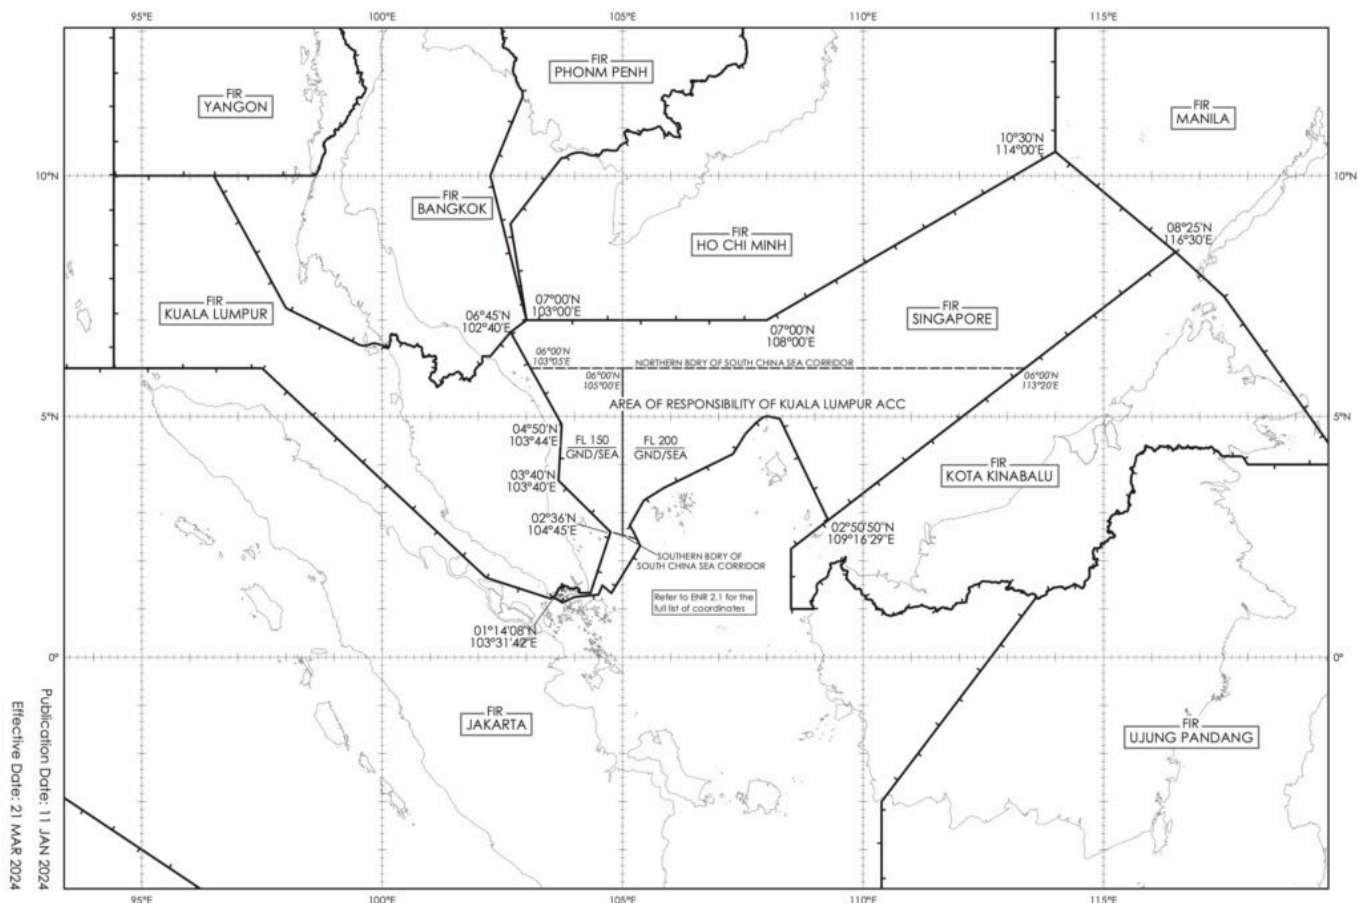 95°E
100°E
105°E
110°E
115°E
FIR
PHONM PENH
FIR
YANGON
FIR
MANILA
10°30'N
114°00'E
10°N
10°N
FIR
BANGKOK
FIR
HO CHI MINH
08°25'N
116°30'E
FIR
KUALA LUMPUR
07°00'N
103°00'E
06°45'N
102°40'E
FIR
SINGAPORE
07°00'N
108°00'E
06°00'N
103°05'E
NORTHERN BDRY OF SOUTH CHINA SEA CORRIDOR
06°00'N
105°00'E
06°00'N
113°20'E
AREA OF RESPONSIBILITY OF KUALA LUMPUR ACC
5°N
5°N
04°50'N
103°44'E
FL 150
GND/SEA
FL 200
GND/SEA
03°40'N
103°40'E
FIR
KOTA KINABALU
02°36'N
104°45'E
02°50'50"N
109°16'29"E
SOUTHERN BDRY OF
SOUTH CHINA SEA CORRIDOR
Refer to ENR 2.1 for the
full list of coordinates
01°14'08"N
103°31'42"E
0°
0°
FIR
JAKARTA
FIR
UJUNG PANDANG
95°E
100°E
105°E
110°E
115°E
Publication Date: 11 JAN 2024
Effective Date: 21 MAR 2024